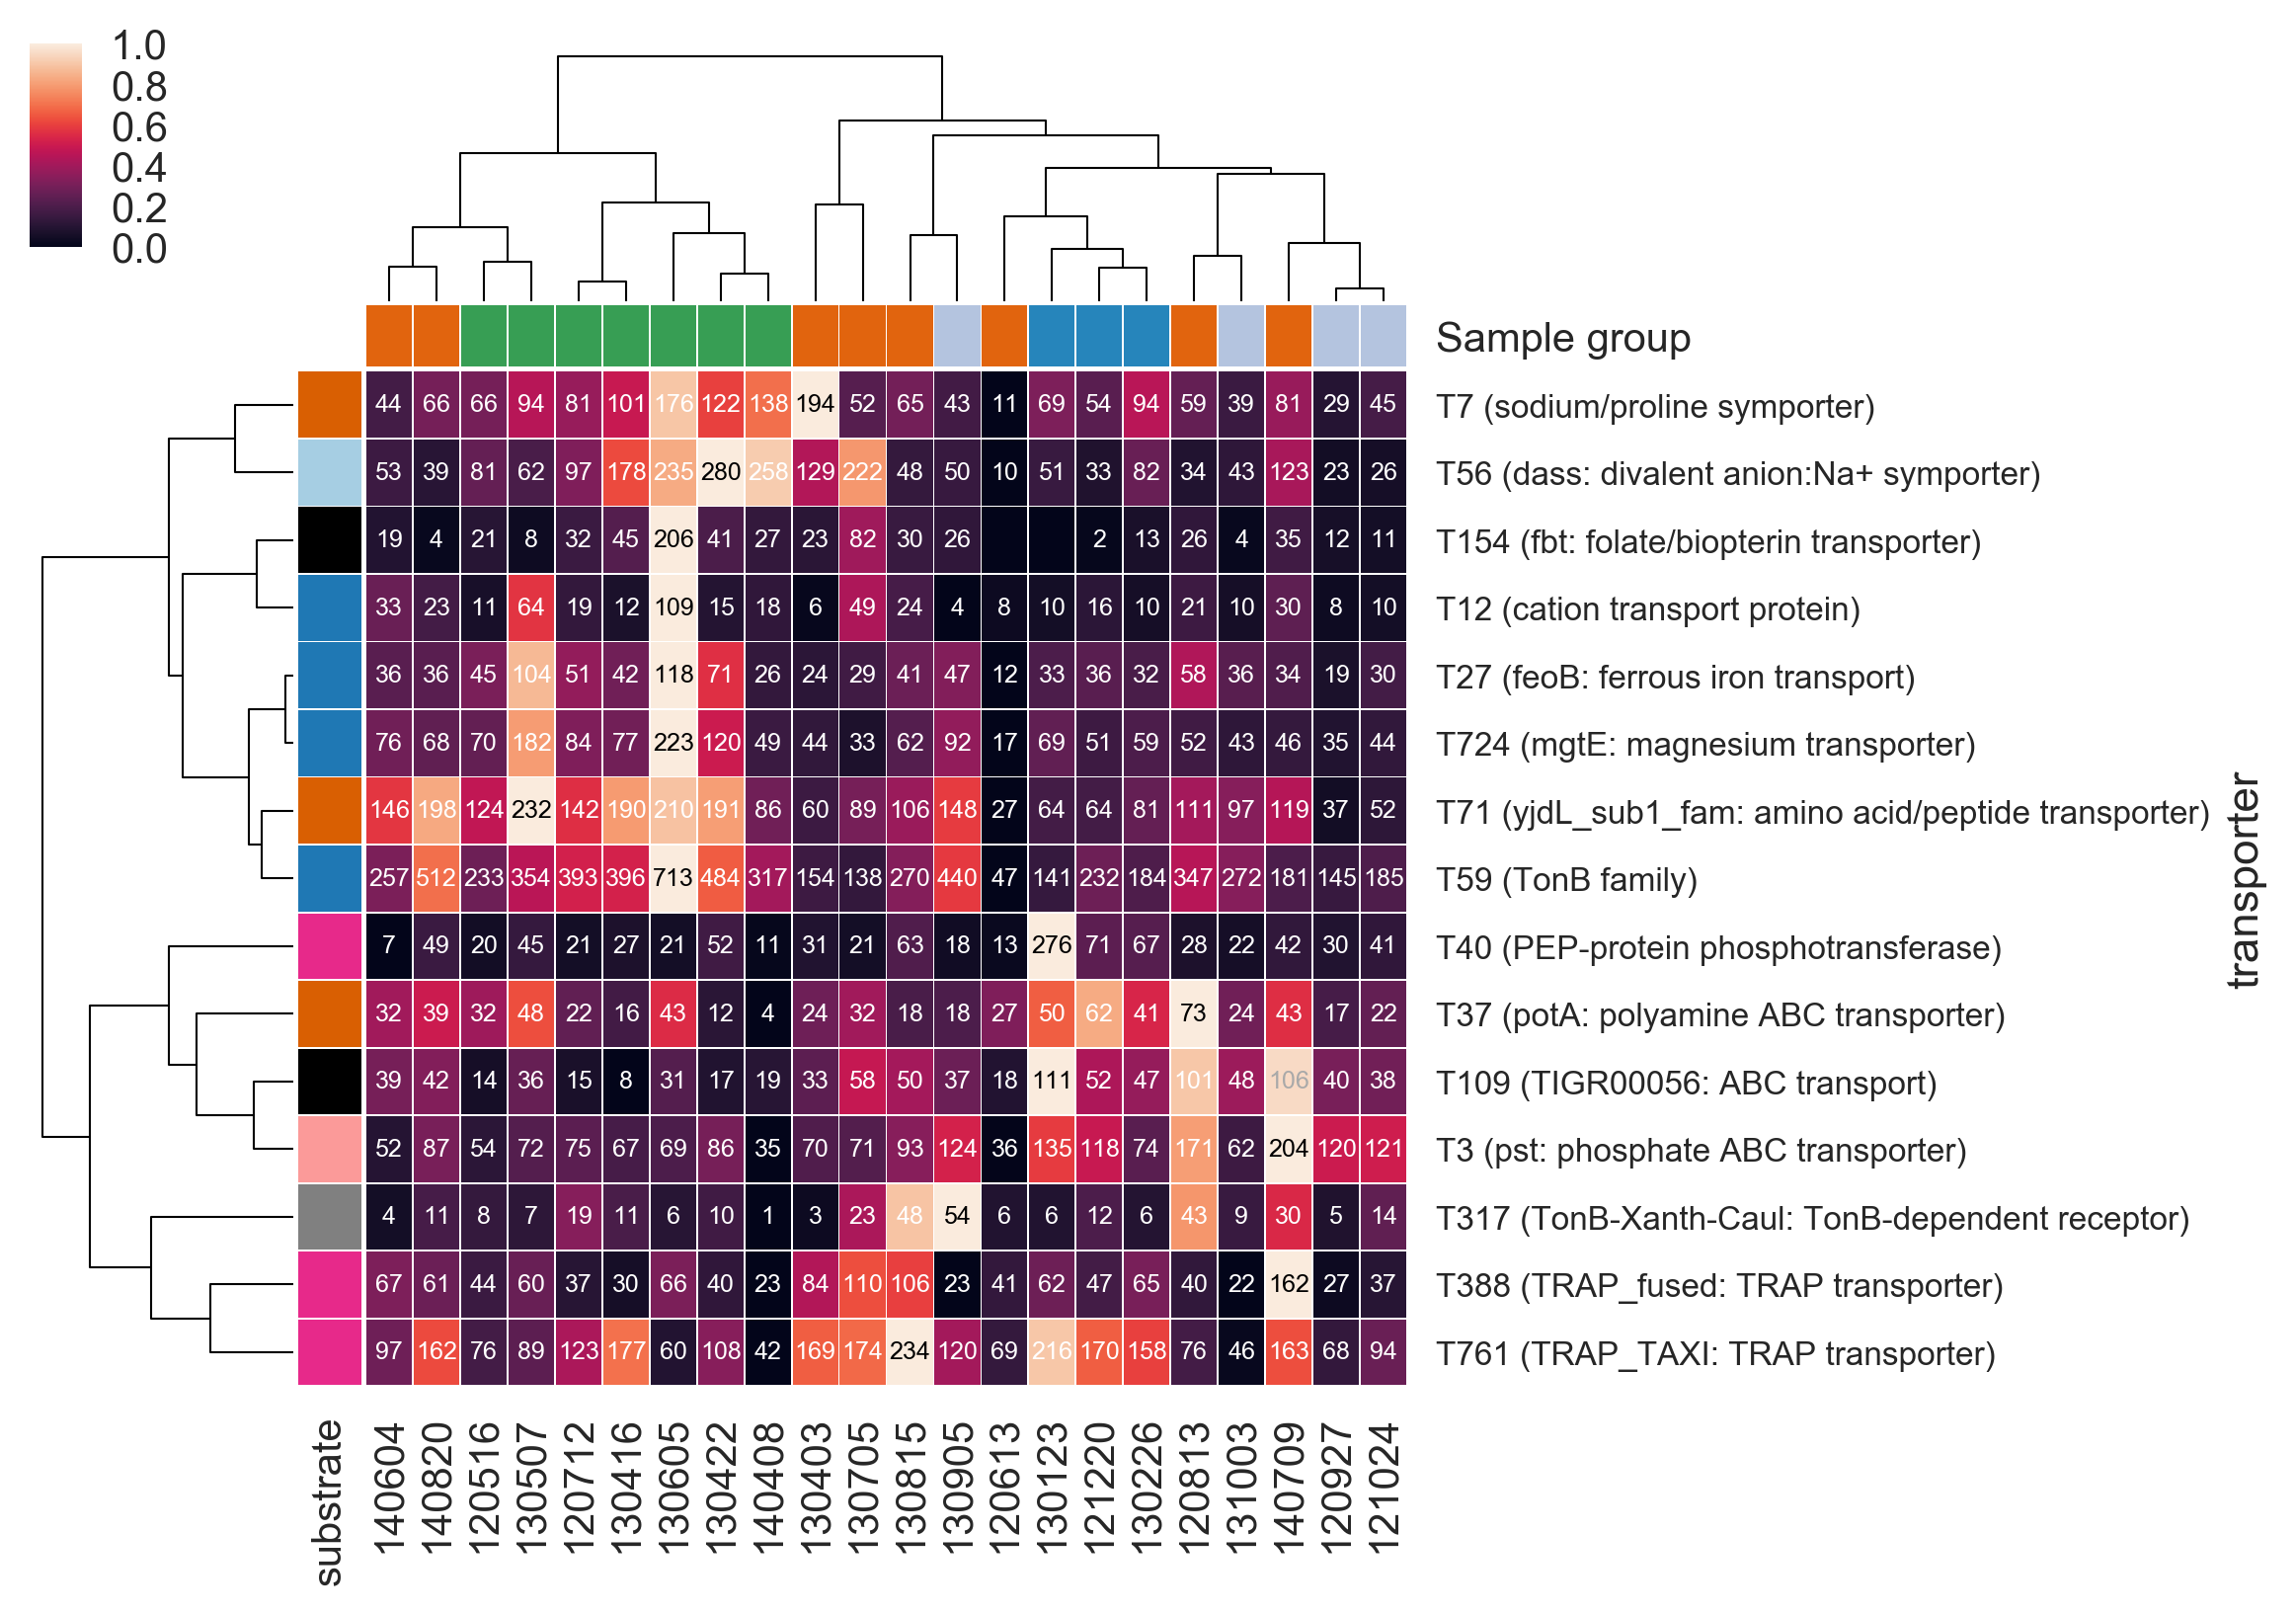 1.0
0.8
0.6
0.4
0.2
0.0
Sample group
44 66 66 94 81 101 176 122 138 194 52 65 43 11 69 54 94 59 39 81 29 45 T7 (sodium/proline symporter)
53 39 81 62 97 178 235 280 258 129 222 48 50 10 51 33 82 34 43 123 23 26 T56 (dass: divalent anion:Na+ symporter)
19 4 21 8 32 45 206 41 27 23 82 30 26 2 13 26 4 35 12 11 T154 (fbt: folate/biopterin transporter)
33 23 11 64 19 12 109 15 18 6 49 24 4 8 10 16 10 21 10 30 8 10 T12 (cation transport protein)
36 36 45 104 51 42 118 71 26 24 29 41 47 12 33 36 32 58 36 34 19 30 T27 (feoB: ferrous iron transport)
76 68 70 182 84 77 223 120 49 44 33 62 92 17 69 51 59 52 43 46 35 44 T724 (mgtE: magnesium transporter)
146 198 124 232 142 190 210 191 86 60 89 106 148 27 64 64 81 111 97 119 37 52 T71 (yjdL_sub1_fam: amino acid/peptide transporter)
257 512 233 354 393 396 713 484 317 154 138 270 440 47 141 232 184 347 272 181 145 185 T59 (TonB family)
7 49 20 45 21 27 21 52 11 31 21 63 18 13 276 71 67 28 22 42 30 41 T40 (PEP-protein phosphotransferase)
32 39 32 48 22 16 43 12 4 24 32 18 18 27 50 62 41 73 24 43 17 22 T37 (potA: polyamine ABC transporter)
39 42 14 36 15 8 31 17 19 33 58 50 37 18 111 52 47 101 48 106 40 38 T109 (TIGR00056: ABC transport)
52 87 54 72 75 67 69 86 35 70 71 93 124 36 135 118 74 171 62 204 120 121 T3 (pst: phosphate ABC transporter)
4 11 8 7 19 11 6 10 1 3 23 48 54 6 6 12 6 43 9 30 5 14 T317 (TonB-Xanth-Caul: TonB-dependent receptor)
67 61 44 60 37 30 66 40 23 84 110 106 23 41 62 47 65 40 22 162 27 37 T388 (TRAP_fused: TRAP transporter)
97 162 76 89 123 177 60 108 42 169 174 234 120 69 216 170 158 76 46 163 68 94 T761 (TRAP_TAXI: TRAP transporter)
transporter
substrate
140604
140820
120516
130507
120712
130416
130605
130422
140408
130403
130705
130815
130905
120613
130123
121220
130226
120813
131003
140709
120927
121024